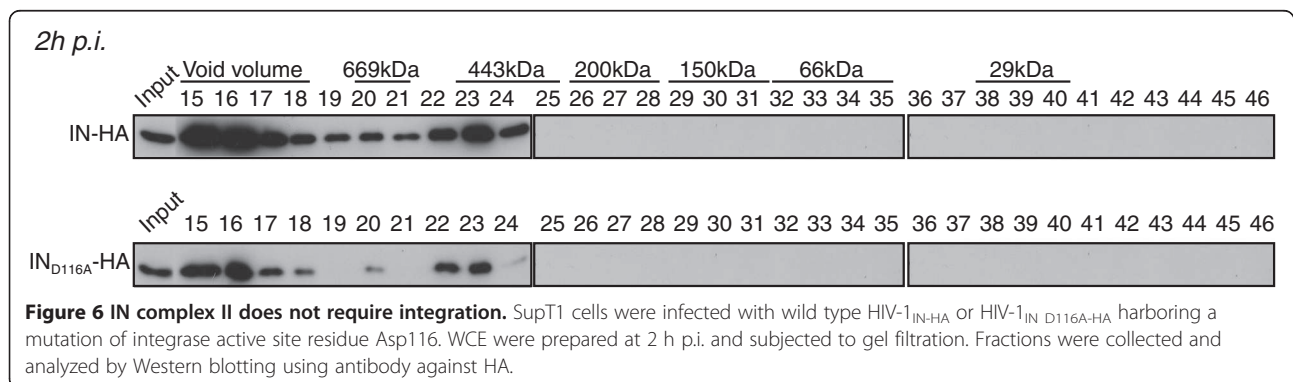 2h p.i.
Void volume 669kDa 443kDa 200kDa 150kDa 66kDa 29kDa
Input 15 16 17 18 19 20 21 22 23 24 25 26 27 28 29 30 31 32 33 34 35 36 37 38 39 40 41 42 43 44 45 46
IN-HA
Input 15 16 17 18 19 20 21 22 23 24 25 26 27 28 29 30 31 32 33 34 35 36 37 38 39 40 41 42 43 44 45 46
IND116A-HA
Figure 6 IN complex II does not require integration. SupT1 cells were infected with wild type HIV-1IN-HA or HIV-1IN D116A-HA harboring a
mutation of integrase active site residue Asp116. WCE were prepared at 2 h p.i. and subjected to gel filtration. Fractions were collected and
analyzed by Western blotting using antibody against HA.